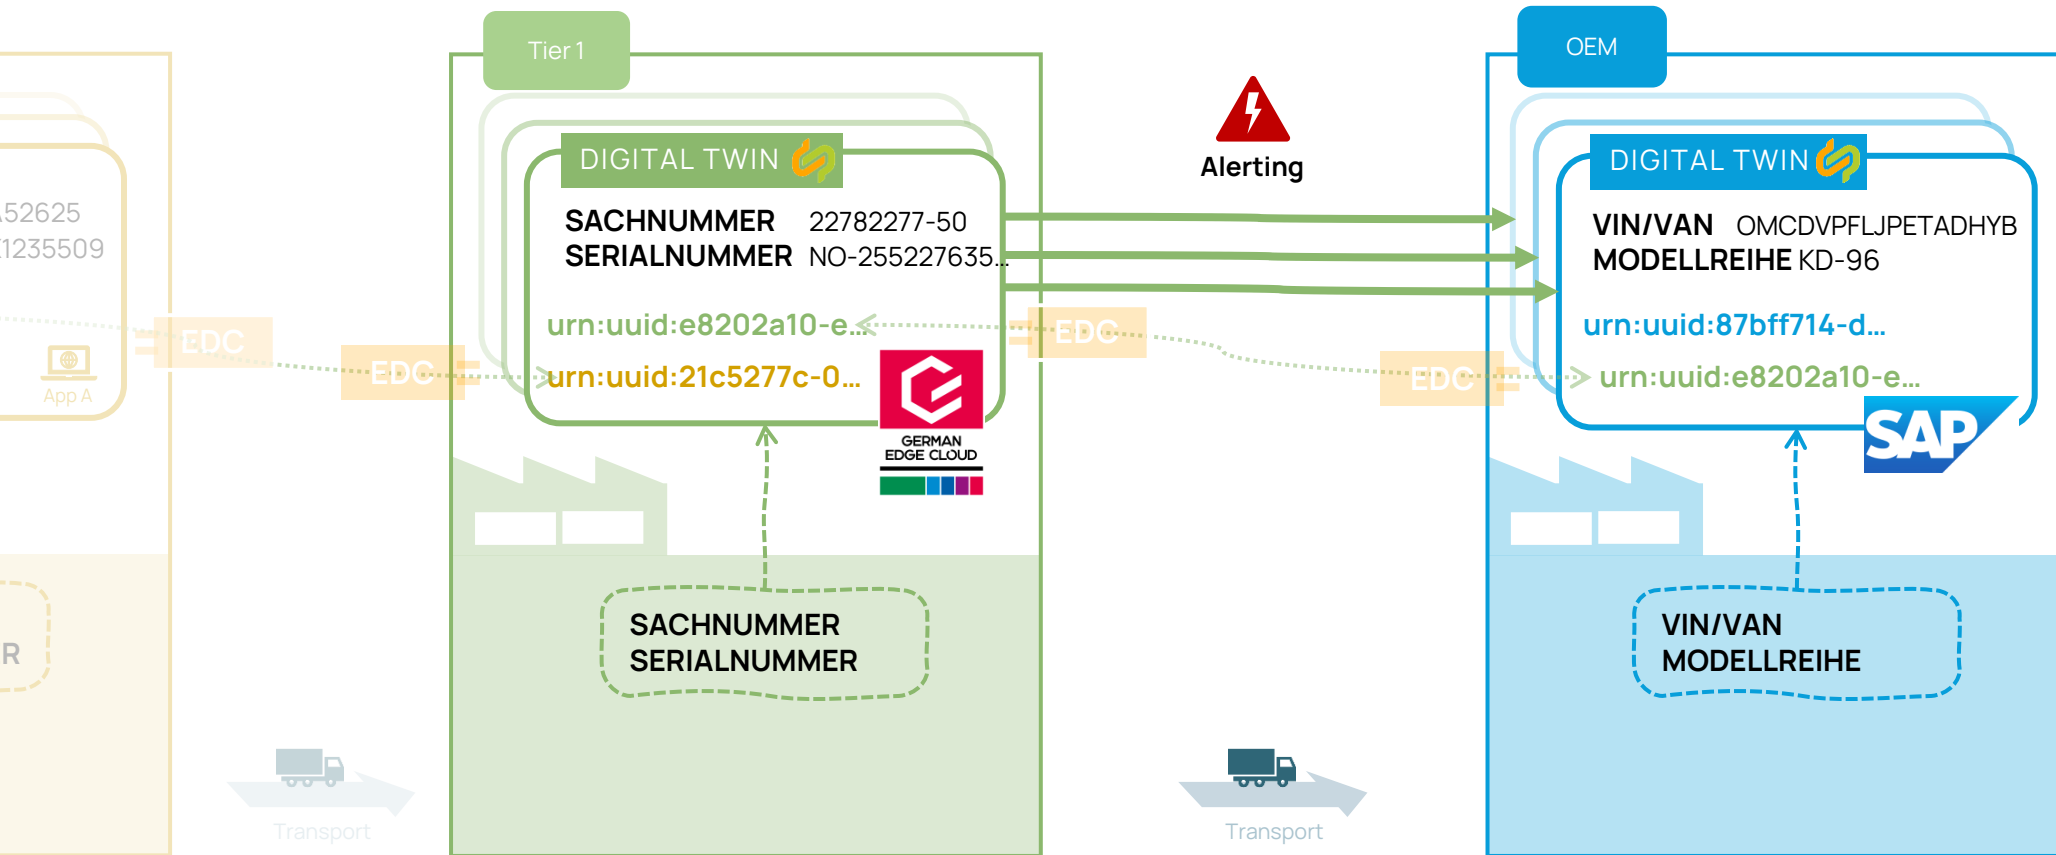 52625
1235509
EDC
App A
R
Transport
EDC
Tier 1
DIGITAL TWIN
SACHNUMMER 22782277-50
SERIALNUMMER NO-255227635...
urn:uuid:e8202a10-e...
urn:uuid:21c5277c-0...
GERMAN
EDGE CLOUD
SACHNUMMER
SERIALNUMMER
Alerting
EDC
EDC
Transport
OEM
DIGITAL TWIN
VIN/VAN OMCDVPFLJPETADHYB
MODELLREIHE KD-96
urn:uuid:87bff714-d...
urn:uuid:e8202a10-e...
SAP
VIN/VAN
MODELLREIHE